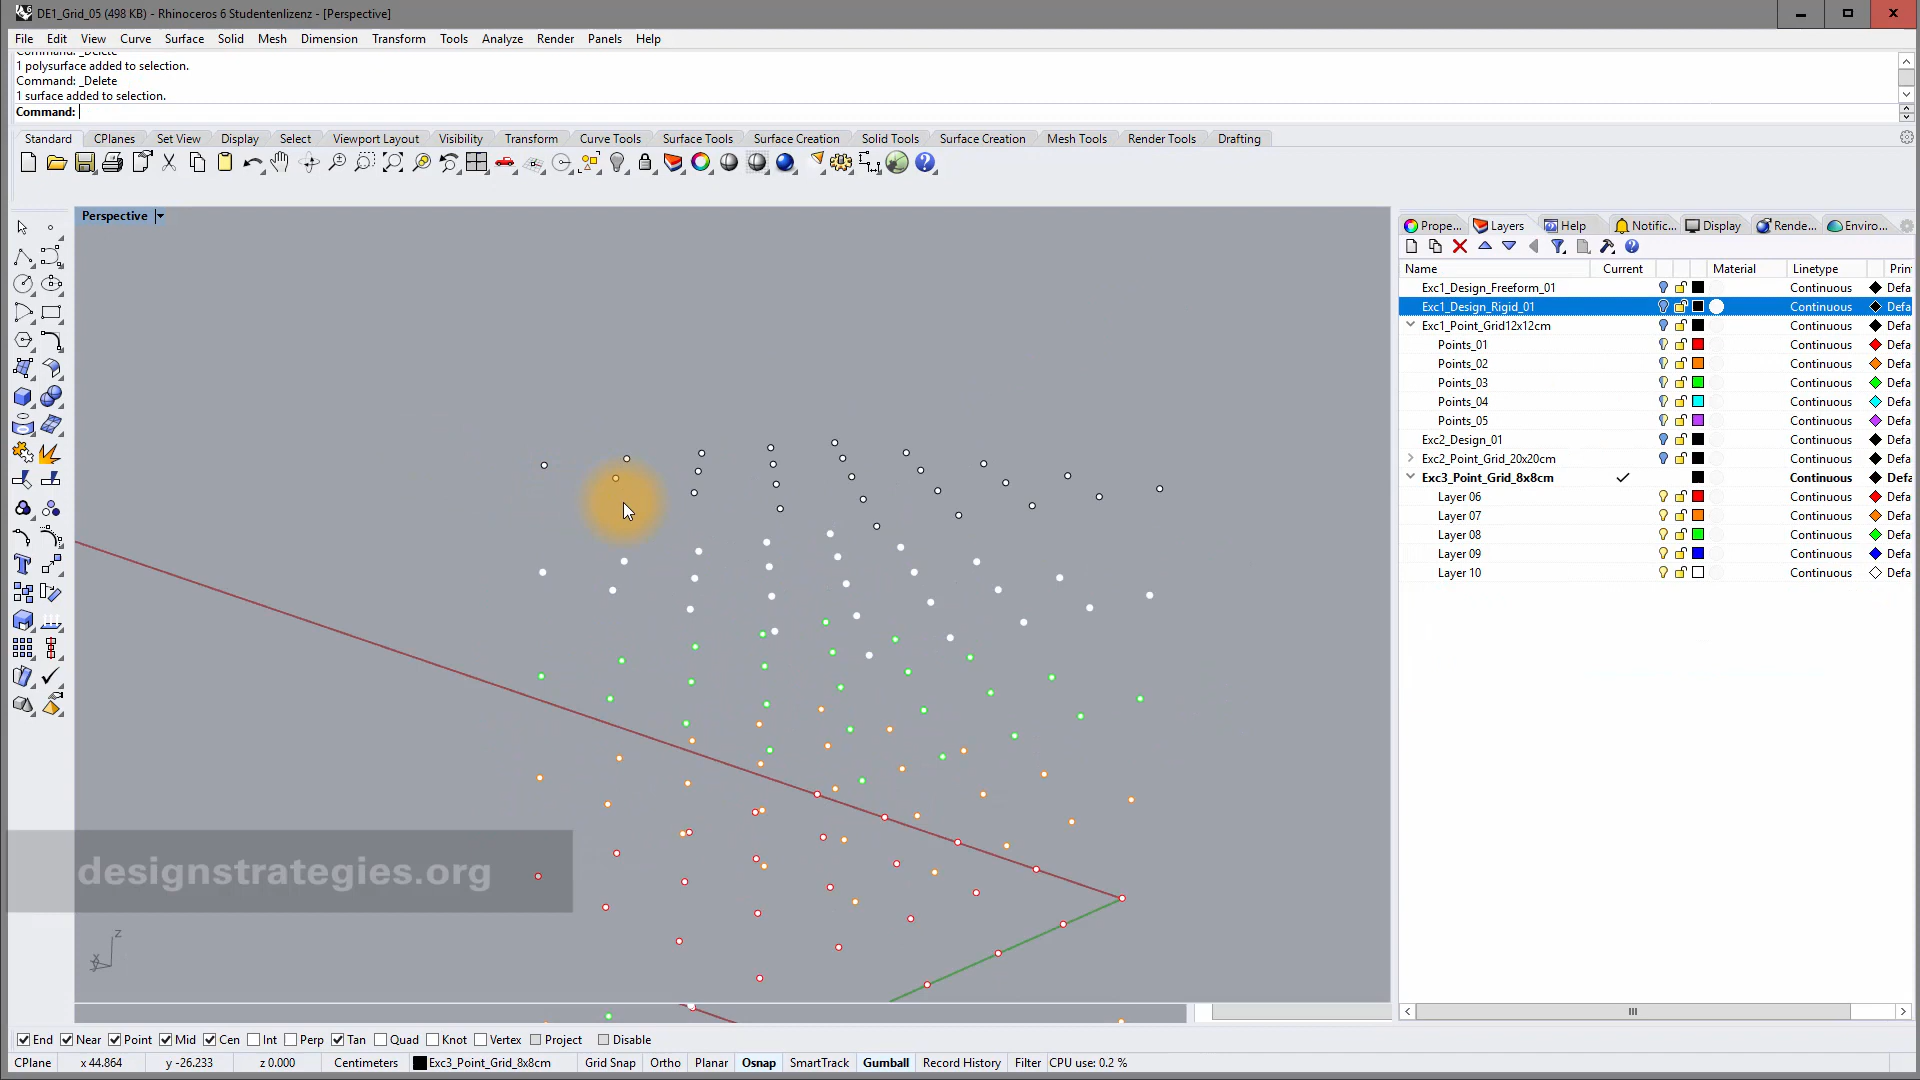 DE1_Grid_05 (498 KB) - Rhinoceros 6 Studentenlizenz - [Perspective]
File Edit View Curve Surface Solid Mesh Dimension Transform Tools Analyze Render Panels Help
Command: _Delete
1 polysurface added to selection.
Command: _Delete
1 surface added to selection.
Command:
Standard CPlanes Set View Display Select Viewport Layout Visibility Transform Curve Tools Surface Tools Surface Creation Solid Tools Surface Creation Mesh Tools Render Tools Drafting
Perspective
Prope... Layers Help Notific... Display Rende... Enviro...
Name Current Material Linetype Prin
Exc1_Design_Freeform_01 Continuous Defa
Exc1_Design_Rigid_01 Continuous Defa
Exc1_Point_Grid12x12cm Continuous Defa
Points_01 Continuous Defa
Points_02 Continuous Defa
Points_03 Continuous Defa
Points_04 Continuous Defa
Points_05 Continuous Defa
Exc2_Design_01 Continuous Defa
Exc2_Point_Grid_20x20cm Continuous Defa
Exc3_Point_Grid_8x8cm Continuous Defa
Layer 06 Continuous Defa
Layer 07 Continuous Defa
Layer 08 Continuous Defa
Layer 09 Continuous Defa
Layer 10 Continuous Defa
designstrategies.org
z
x
y
End Near Point Mid Cen Int Perp Tan Quad Knot Vertex Project Disable
CPlane x 44.864 y -26.233 z 0.000 Centimeters Exc3_Point_Grid_8x8cm Grid Snap Ortho Planar Osnap SmartTrack Gumball Record History Filter CPU use: 0.2 %